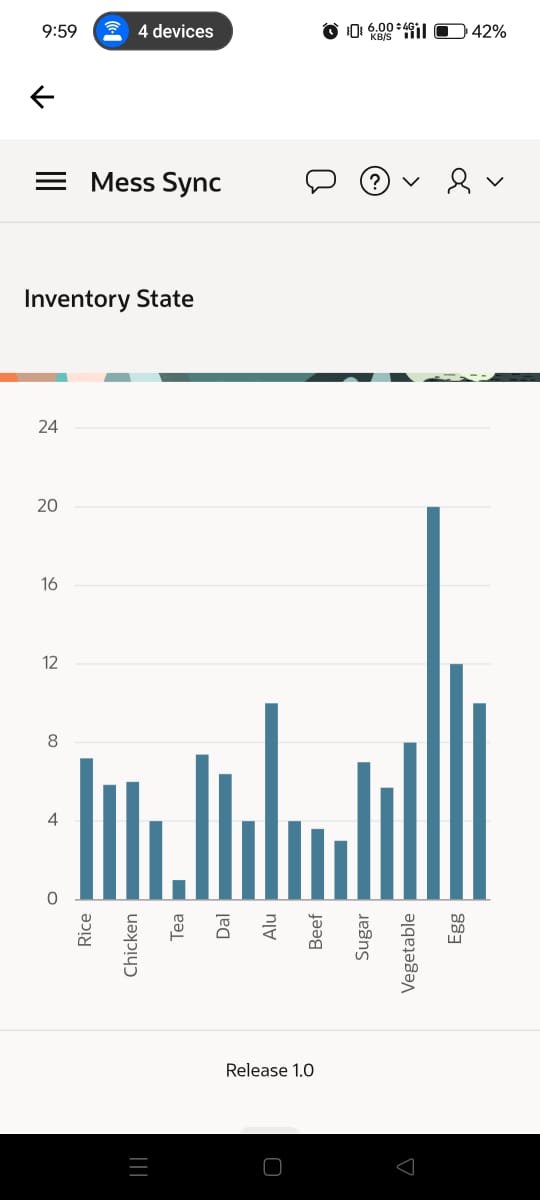 9:59 4 devices 6.00 KB/S 4G+ 42%
Mess Sync
Inventory State
24
20
16
12
8
4
0
Rice
Chicken
Tea
Dal
Alu
Beef
Sugar
Vegetable
Egg
Release 1.0